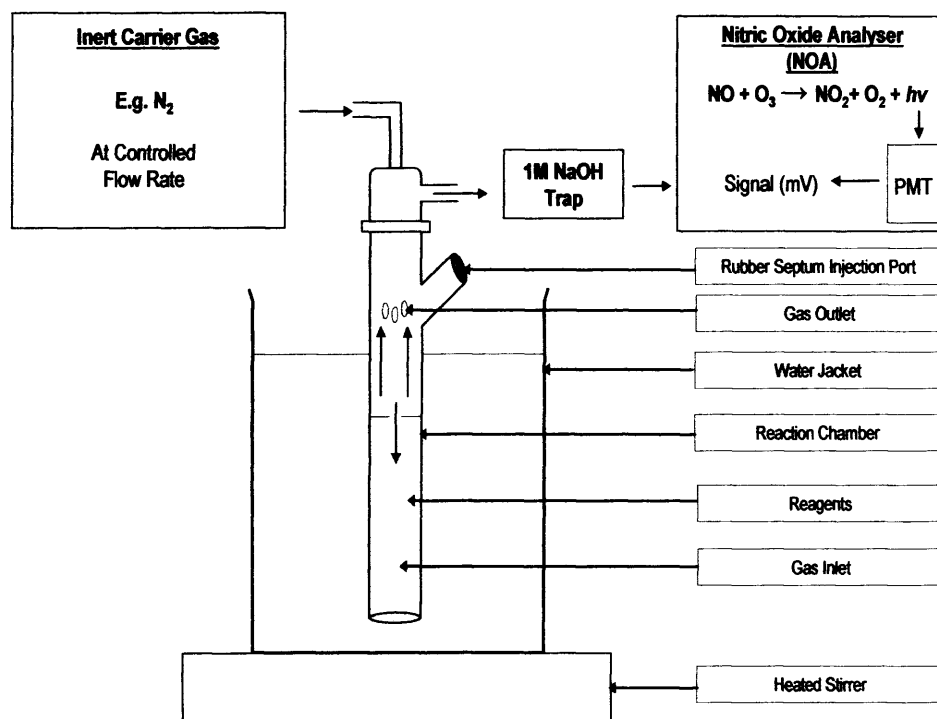 Inert Carrier Gas
E.g. N₂
At Controlled
Flow Rate
1M NaOH
Trap
Nitric Oxide Analyser
(NOA)
NO + O₃ → NO₂ + O₂ + hv
Signal (mV)
PMT
Rubber Septum Injection Port
Gas Outlet
Water Jacket
Reaction Chamber
Reagents
Gas Inlet
Heated Stirrer